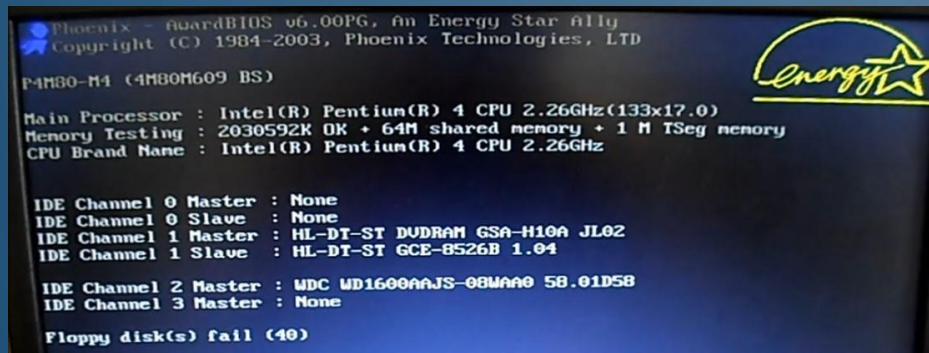 Phoenix - AwardBIOS v6.00PG, An Energy Star Ally
Copyright (C) 1984-2003, Phoenix Technologies, LTD
energy
P4M80-M4 (4M80M609 BS)
Main Processor : Intel(R) Pentium(R) 4 CPU 2.26GHz(133x17.0)
Memory Testing : 2030592K OK + 64M shared memory + 1 M TSeg memory
CPU Brand Name : Intel(R) Pentium(R) 4 CPU 2.26GHz
IDE Channel 0 Master : None
IDE Channel 0 Slave : None
IDE Channel 1 Master : HL-DT-ST DVDRAM GSA-H10A JL02
IDE Channel 1 Slave : HL-DT-ST GCE-8526B 1.04
IDE Channel 2 Master : WDC WD1600AAJS-08WAA0 58.01D58
IDE Channel 3 Master : None
Floppy disk(s) fail (40)